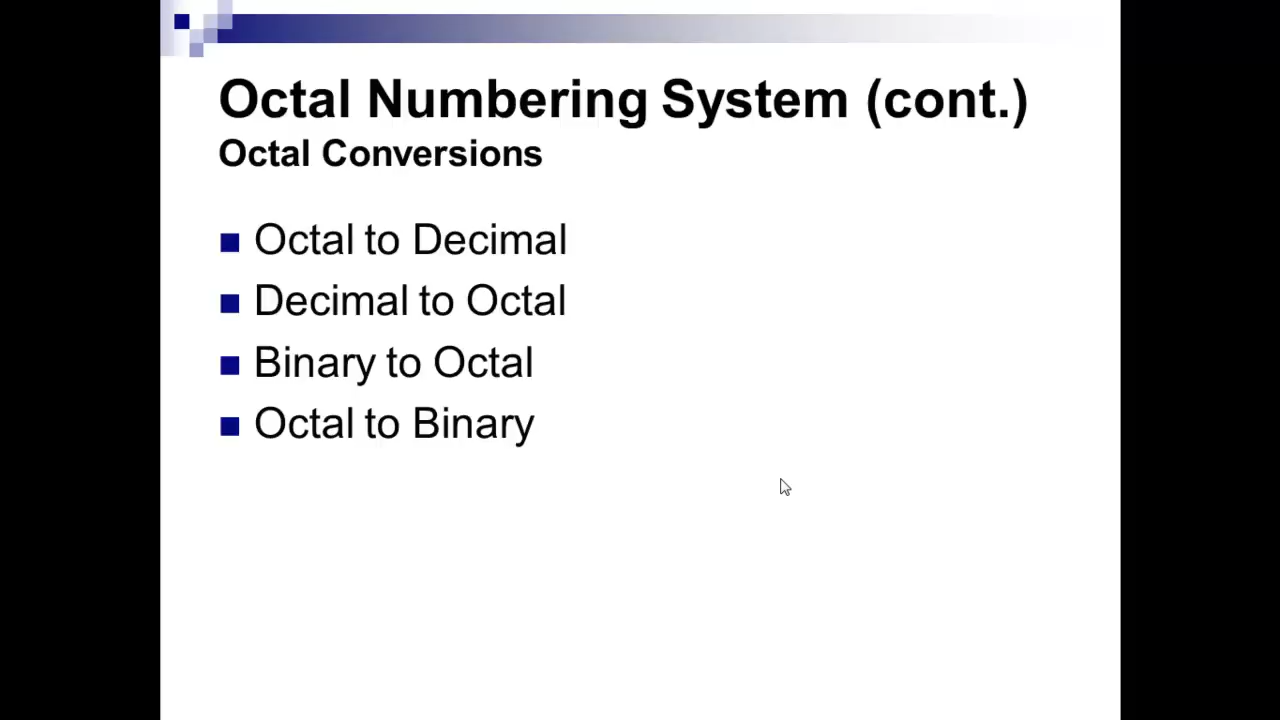 Octal Numbering System (cont.)
Octal Conversions
Octal to Decimal
Decimal to Octal
Binary to Octal
Octal to Binary